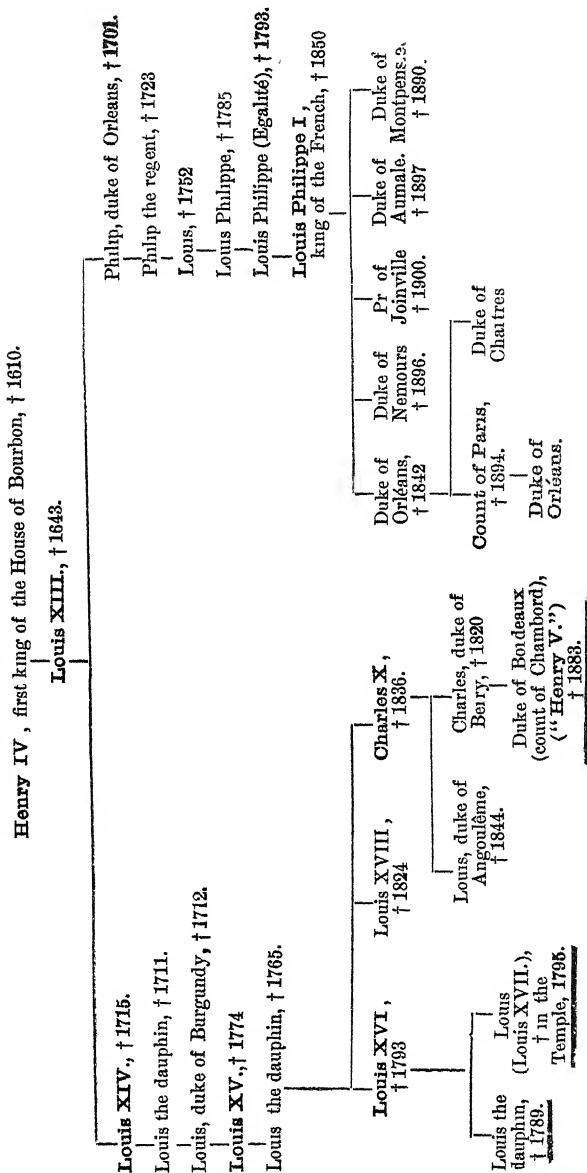 Henry IV, first king of the House of Bourbon, † 1610.
Louis XIII., † 1643.
Louis XIV., † 1715.
Louis the dauphin, † 1711.
Louis, duke of Burgundy, † 1712.
Louis XV., † 1774
Louis the dauphin, † 1765.
Louis XVI,
† 1793
Louis the
dauphin,
† 1789.
Louis
(Louis XVII.),
† in the
Temple, 1795.
Louis XVIII,
† 1824
Charles X,
† 1836.
Louis, duke of
Angoulême,
† 1844.
Charles, duke of
Berry, † 1820
Duke of Bordeaux
(count of Chambord),
("Henry V.")
† 1883.
Philip, duke of Orleans, † 1701.
Philip the regent, † 1723
Louis, † 1752
Louis Philippe, † 1785
Louis Philippe (Egalité), † 1793.
Louis Philippe I,
king of the French, † 1850
Duke of
Orléans,
† 1842
Count of Paris,
† 1894.
Duke of
Orléans.
Duke of
Chartres
Duke of
Nemours
† 1896.
Pr of
Joinville
† 1900.
Duke of
Aumale.
† 1897
Duke of
† 1890.